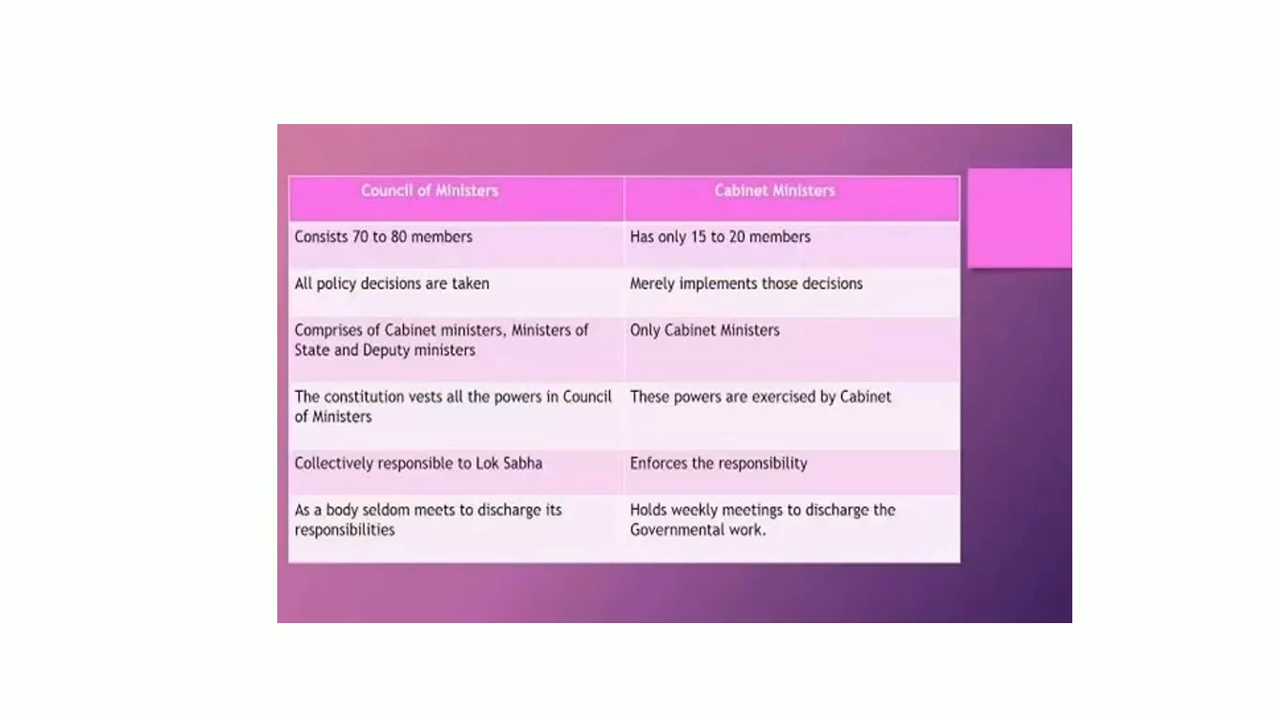 Council of Ministers
Cabinet Ministers
Consists 70 to 80 members
Has only 15 to 20 members
All policy decisions are taken
Merely implements those decisions
Comprises of Cabinet ministers, Ministers of
State and Deputy ministers
Only Cabinet Ministers
The constitution vests all the powers in Council
of Ministers
These powers are exercised by Cabinet
Collectively responsible to Lok Sabha
Enforces the responsibility
As a body seldom meets to discharge its
responsibilities
Holds weekly meetings to discharge the
Governmental work.